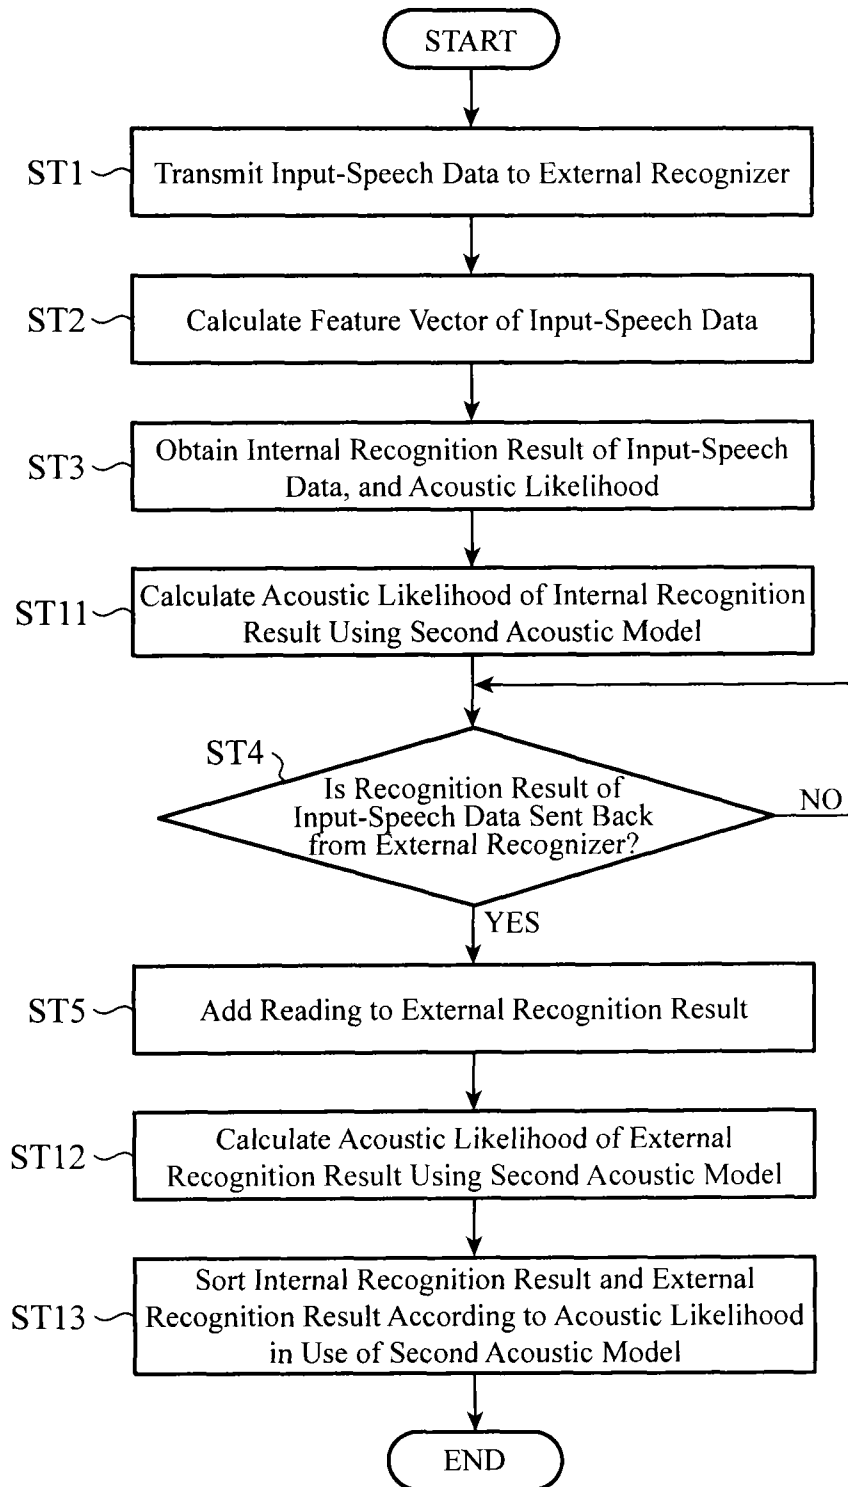 START
ST1
Transmit Input-Speech Data to External Recognizer
ST2
Calculate Feature Vector of Input-Speech Data
ST3
Obtain Internal Recognition Result of Input-Speech
Data, and Acoustic Likelihood
ST11
Calculate Acoustic Likelihood of Internal Recognition
Result Using Second Acoustic Model
ST4
Is Recognition Result of
Input-Speech Data Sent Back
from External Recognizer?
NO
YES
ST5
Add Reading to External Recognition Result
ST12
Calculate Acoustic Likelihood of External
Recognition Result Using Second Acoustic Model
ST13
Sort Internal Recognition Result and External
Recognition Result According to Acoustic Likelihood
in Use of Second Acoustic Model
END